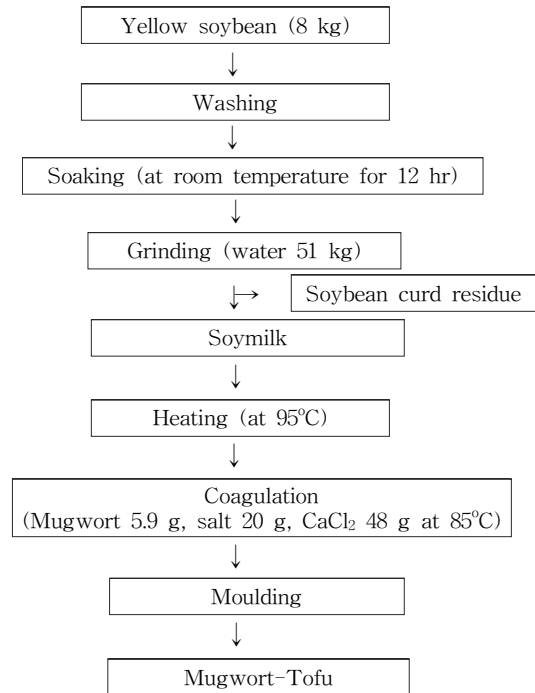 Yellow soybean (8 kg)
Washing
Soaking (at room temperature for 12 hr)
Grinding (water 51 kg)
Soybean curd residue
Soymilk
Heating (at 95°C)
Coagulation
(Mugwort 5.9 g, salt 20 g, CaCl₂ 48 g at 85°C)
Moulding
Mugwort-Tofu